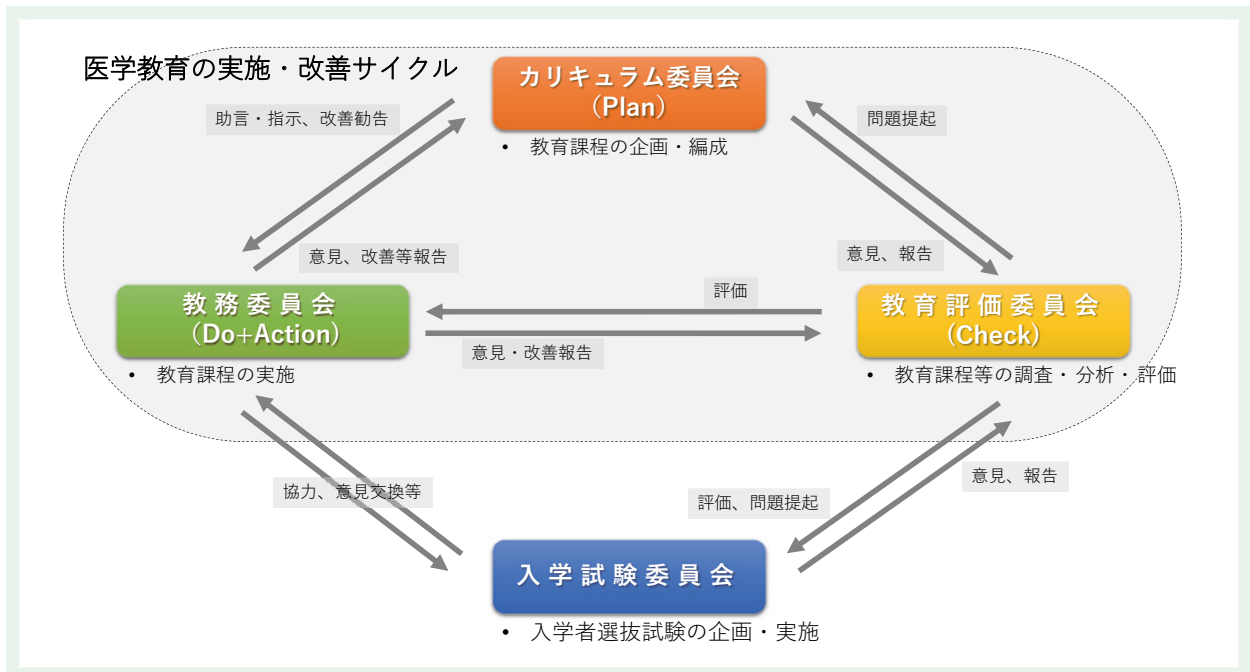 医学教育の実施・改善サイクル
カリキュラム委員会
（Plan）
助言・指示、改善勧告
問題提起
• 教育課程の企画・編成
意見、改善等報告
意見、報告
評価
教務委員会
（Do+Action）
教育評価委員会
（Check）
意見・改善報告
• 教育課程の実施
• 教育課程等の調査・分析・評価
協力、意見交換等
意見、報告
評価、問題提起
入学試験委員会
• 入学者選抜試験の企画・実施